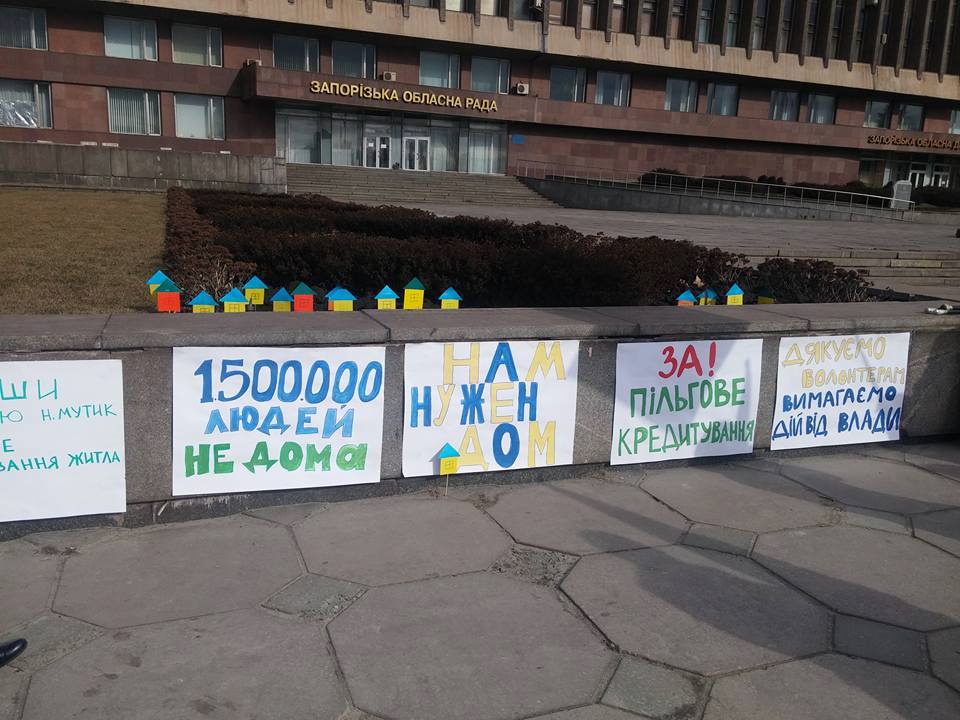 ЗАПОРІЗЬКА ОБЛАСНА РАДА
ЗАПОРІЗЬКА ОБЛАСНА Д
ШИ
Ю Н.МУТИК
Е
ВАННЯ ЖИТЛА
1.500.000
ЛЮДЕЙ
НЕ ДОМА
НАМ
НУЖЕН
ДОМ
ЗА!
ПІЛЬГОВЕ
КРЕДИТУВАННЯ
ДЯКУЄМО
ВОЛОНТЕРАМ
ВИМАГАЄМО
ДІЙ ВІД ВЛАДИ